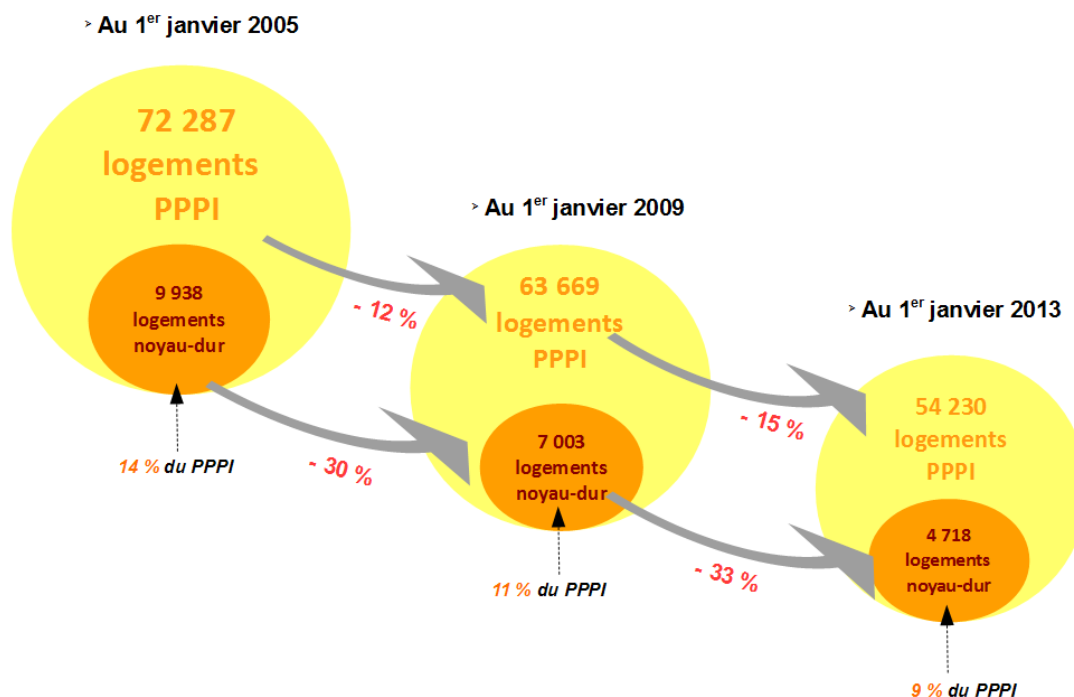 ➢ Au 1er janvier 2005
72 287
logements
PPPI
9 938
logements
noyau-dur
14 % du PPPI
- 12 %
- 30 %
➢ Au 1er janvier 2009
63 669
logements
PPPI
7 003
logements
noyau-dur
11 % du PPPI
- 15 %
- 33 %
➢ Au 1er janvier 2013
54 230
logements
PPPI
4 718
logements
noyau-dur
9 % du PPPI